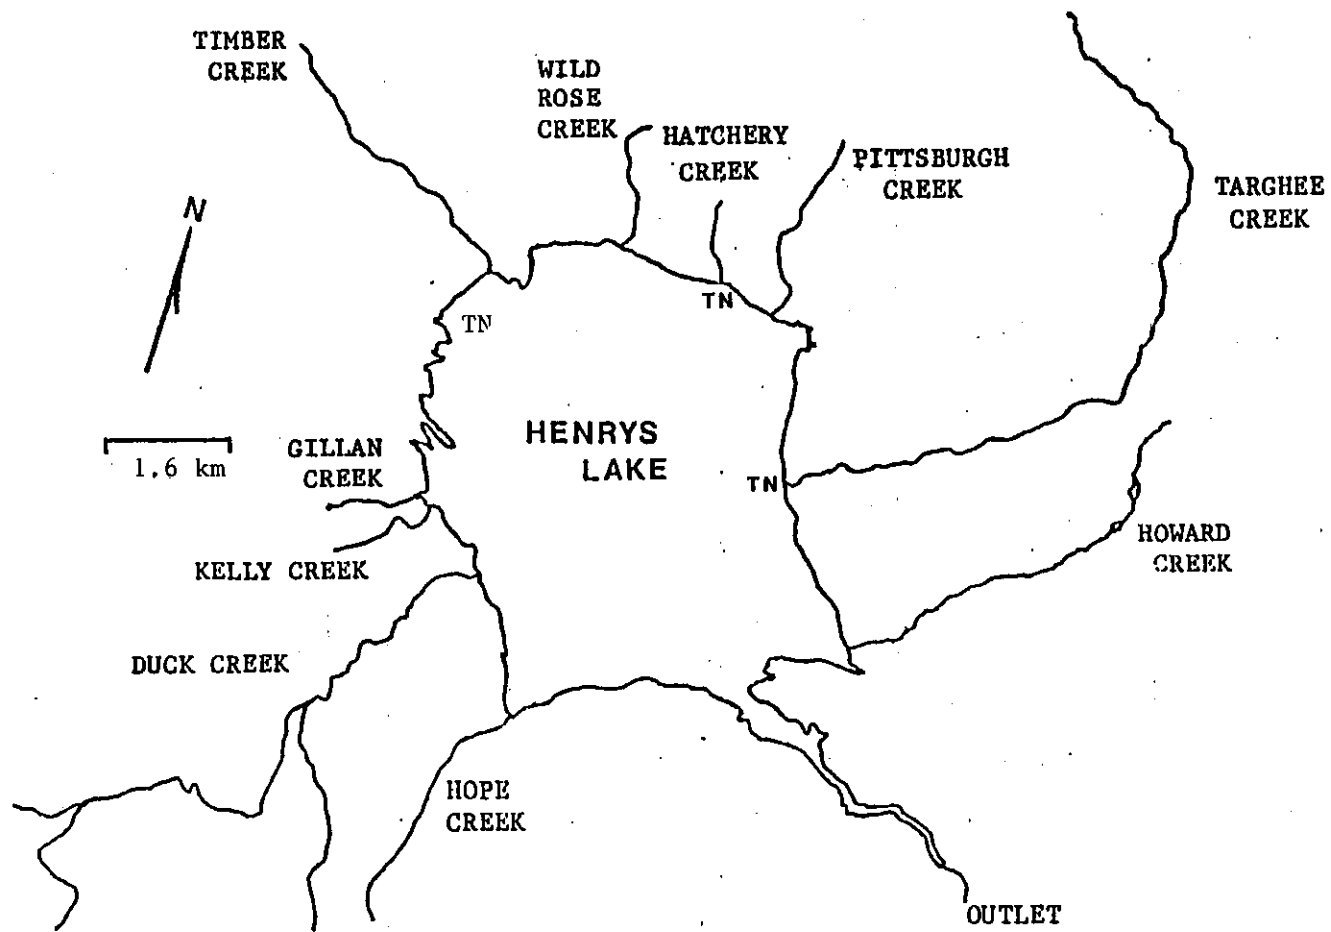 TIMBER
CREEK
WILD
ROSE
CREEK
HATCHERY
CREEK
PITTSBURGH
CREEK
TARGHEE
CREEK
N
TN
TN
HENRYS
LAKE
1.6 km
GILLAN
CREEK
TN
HOWARD
CREEK
KELLY CREEK
DUCK CREEK
HOPE
CREEK
OUTLET